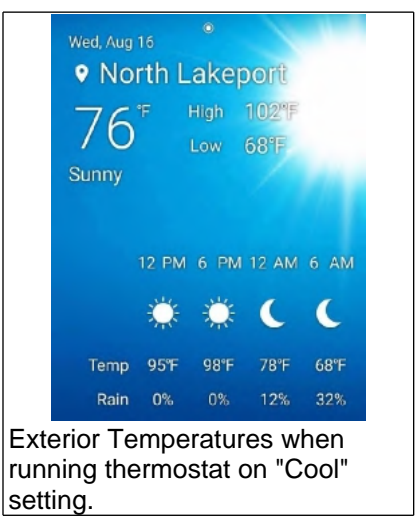 Wed, Aug 16
North Lakeport
76 °F High 102°F
Low 68°F
Sunny
12 PM 6 PM 12 AM 6 AM
Temp 95°F 98°F 78°F 68°F
Rain 0% 0% 12% 32%
Exterior Temperatures when
running thermostat on "Cool"
setting.